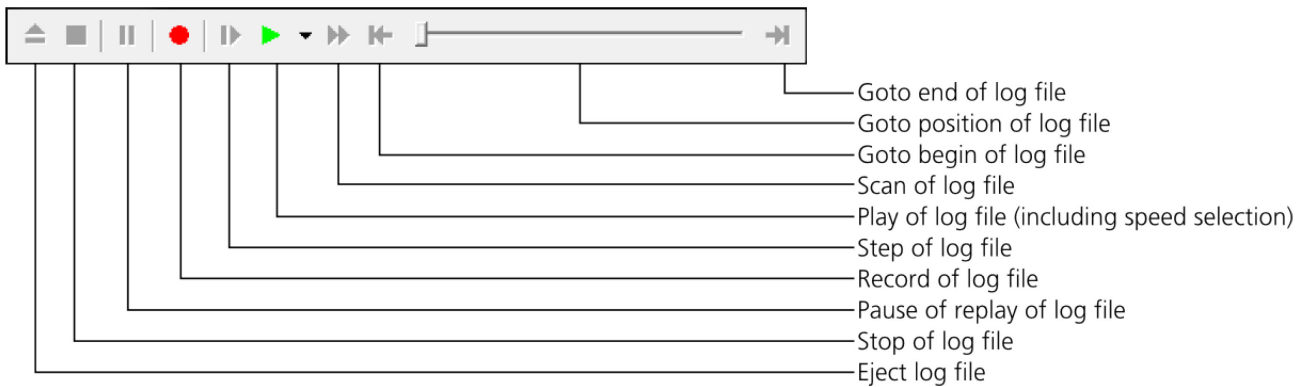 Goto end of log file
Goto position of log file
Goto begin of log file
Scan of log file
Play of log file (including speed selection)
Step of log file
Record of log file
Pause of replay of log file
Stop of log file
Eject log file